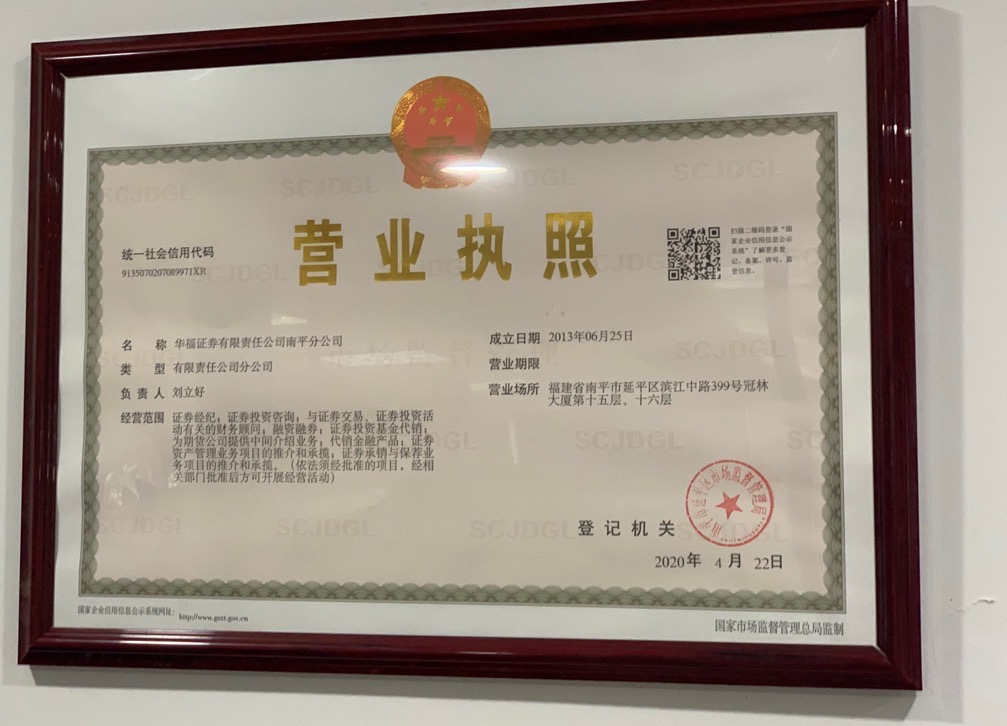 营业执照
统一社会信用代码
9135070207089971XR
扫描二维码登录“国
家企业信用信息公示
系统”了解更多登
记、备案、许可、监
管信息。
名 称 华福证券有限责任公司南平分公司
类 型 有限责任公司分公司
负责人 刘立好
经营范围 证券经纪；证券投资咨询；与证券交易、证券投资活
动有关的财务顾问；融资融券；证券投资基金代销；
为期货公司提供中间介绍业务；代销金融产品；证券
资产管理业务项目的推介和承揽；证券承销与保荐业
务项目的推介和承揽。（依法须经批准的项目，经相
关部门批准后方可开展经营活动）
成立日期 2013年06月25日
营业期限
营业场所 福建省南平市延平区滨江中路399号冠林
大厦第十五层、十六层
登记机关
南平市延平区市场监督管理局
2020年 4月 22日
国家企业信用信息公示系统网址： http://www.gsxt.gov.cn
国家市场监督管理总局监制
SCJDGL